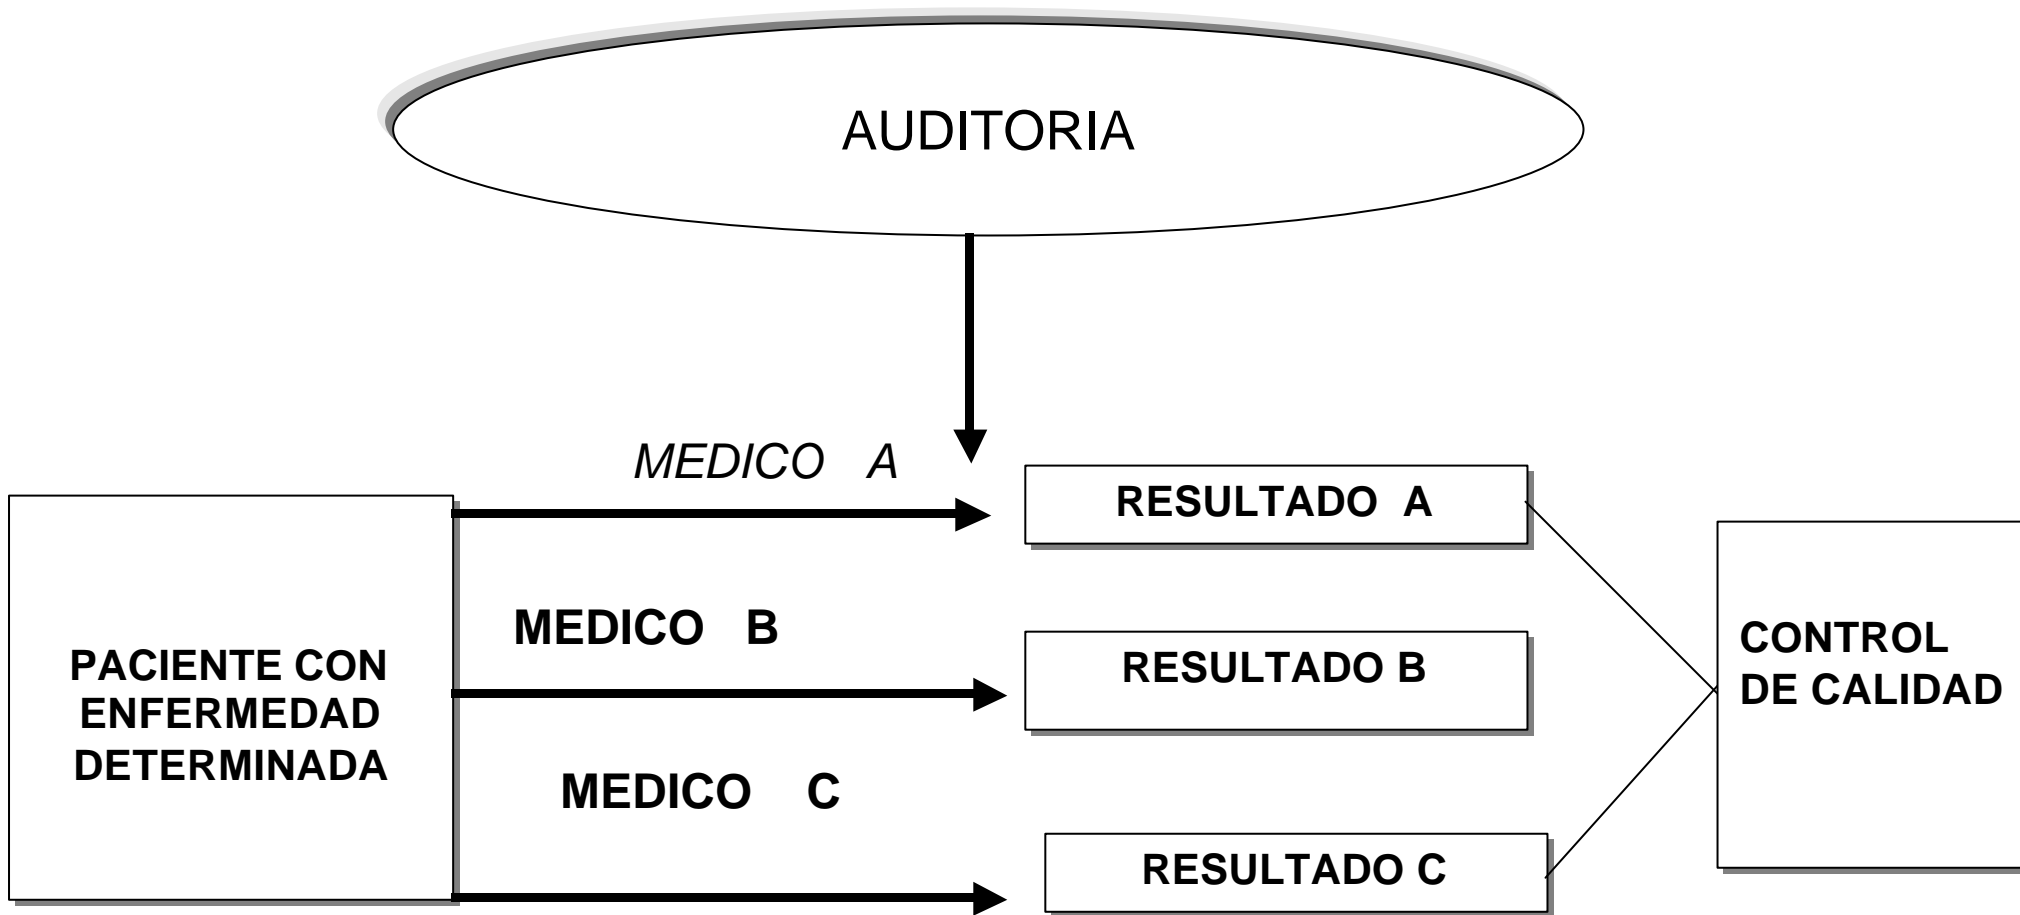 AUDITORIA
MEDICO A
RESULTADO A
MEDICO B
RESULTADO B
PACIENTE CON
ENFERMEDAD
DETERMINADA
CONTROL
DE CALIDAD
MEDICO C
RESULTADO C